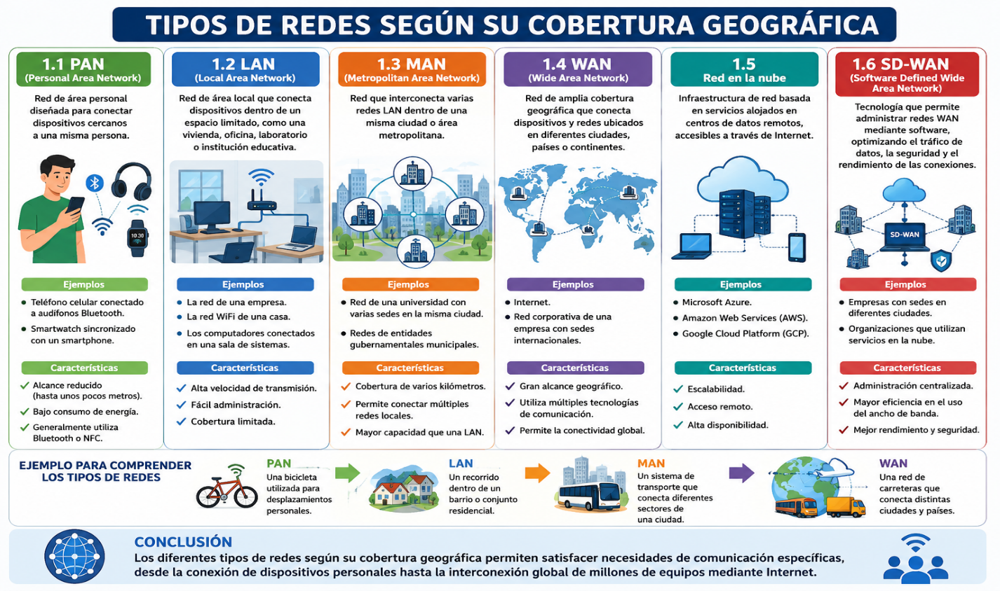 TIPOS DE REDES SEGÚN SU COBERTURA GEOGRÁFICA
1.1 PAN
(Personal Area Network)
Red de área personal
diseñada para conectar
dispositivos cercanos
a una misma persona.
10:30
Ejemplos
Teléfono celular conectado
a audífonos Bluetooth.
Smartwatch sincronizado
con un smartphone.
Características
Alcance reducido
(hasta unos pocos metros).
Bajo consumo de energía.
Generalmente utiliza
Bluetooth o NFC.
1.2 LAN
(Local Area Network)
Red de área local que conecta
dispositivos dentro de un
espacio limitado, como una
vivienda, oficina, laboratorio
o institución educativa.
Ejemplos
La red de una empresa.
La red WiFi de una casa.
Los computadores conectados
en una sala de sistemas.
Características
Alta velocidad de transmisión.
Fácil administración.
Cobertura limitada.
1.3 MAN
(Metropolitan Area Network)
Red que interconecta varias
redes LAN dentro de una
misma ciudad o área
metropolitana.
Ejemplos
Red de una universidad con
varias sedes en la misma ciudad.
Redes de entidades
gubernamentales municipales.
Características
Cobertura de varios kilómetros.
Permite conectar múltiples
redes locales.
Mayor capacidad que una LAN.
1.4 WAN
(Wide Area Network)
Red de amplia cobertura
geográfica que conecta
dispositivos y redes ubicados
en diferentes ciudades,
países o continentes.
Ejemplos
Internet.
Red corporativa de una
empresa con sedes
internacionales.
Características
Gran alcance geográfico.
Utiliza múltiples tecnologías
de comunicación.
Permite la conectividad global.
1.5
Red en la nube
Infraestructura de red basada
en servicios alojados en
centros de datos remotos,
accesibles a través de Internet.
Ejemplos
Microsoft Azure.
Amazon Web Services (AWS).
Google Cloud Platform (GCP).
Características
Escalabilidad.
Acceso remoto.
Alta disponibilidad.
1.6 SD-WAN
(Software Defined Wide
Area Network)
Tecnología que permite
administrar redes WAN
mediante software,
optimizando el tráfico de
datos, la seguridad y el
rendimiento de las conexiones.
SD-WAN
Ejemplos
Empresas con sedes en
diferentes ciudades.
Organizaciones que utilizan
servicios en la nube.
Características
Administración centralizada.
Mayor eficiencia en el uso
del ancho de banda.
Mejor rendimiento y seguridad.
EJEMPLO PARA COMPRENDER
LOS TIPOS DE REDES
PAN
Una bicicleta
utilizada para
desplazamientos
personales.
LAN
Un recorrido
dentro de un
barrio o conjunto
residencial.
MAN
Un sistema de
transporte que
conecta diferentes
sectores de
una ciudad.
WAN
Una red de
carreteras que
conecta distintas
ciudades y países.
CONCLUSIÓN
Los diferentes tipos de redes según su cobertura geográfica permiten satisfacer necesidades de comunicación específicas,
desde la conexión de dispositivos personales hasta la interconexión global de millones de equipos mediante Internet.